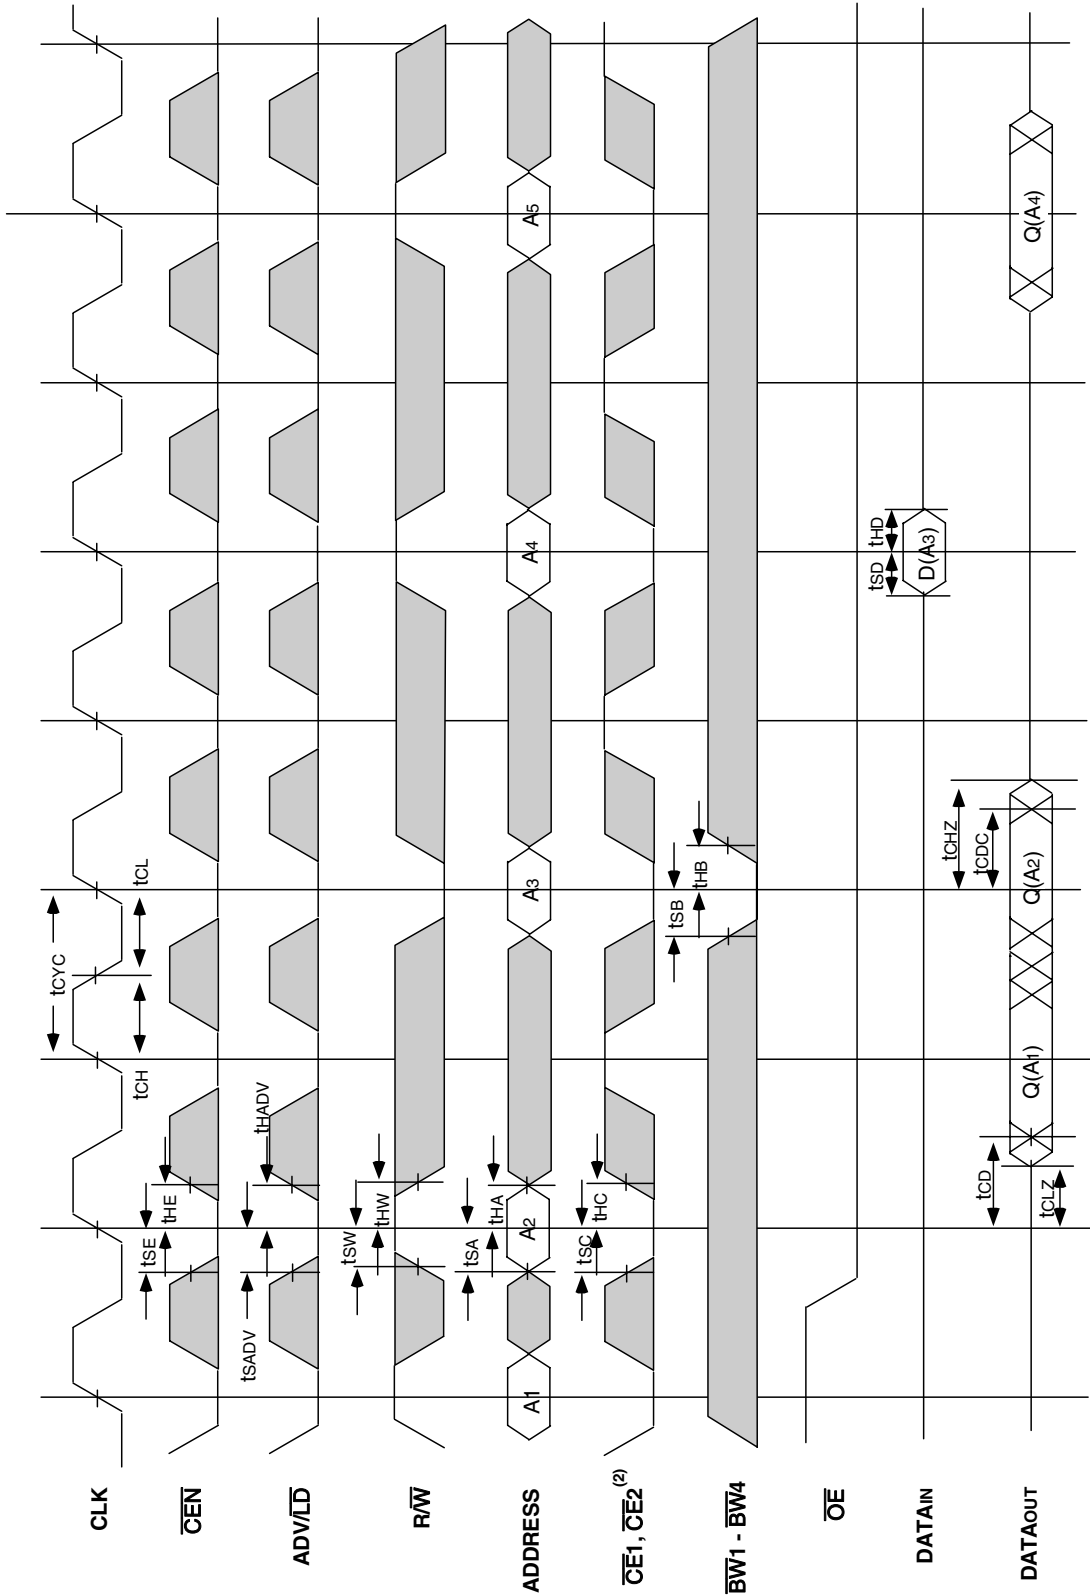 CLK
tCYC
tCH
tCL
CEN
tSE
tHE
ADV/LD
tSADV
tHADV
R/W
tSW
tHW
ADDRESS
A1
A2
A3
A4
A5
tSA
tHA
CE1, CE2 (2)
tSC
tHC
BW1 - BW4
tSB
tHB
OE
DATAIN
tSD
tHD
D(A3)
DATAOUT
tCD
tCLZ
tCHZ
tCDC
Q(A1)
Q(A2)
Q(A4)